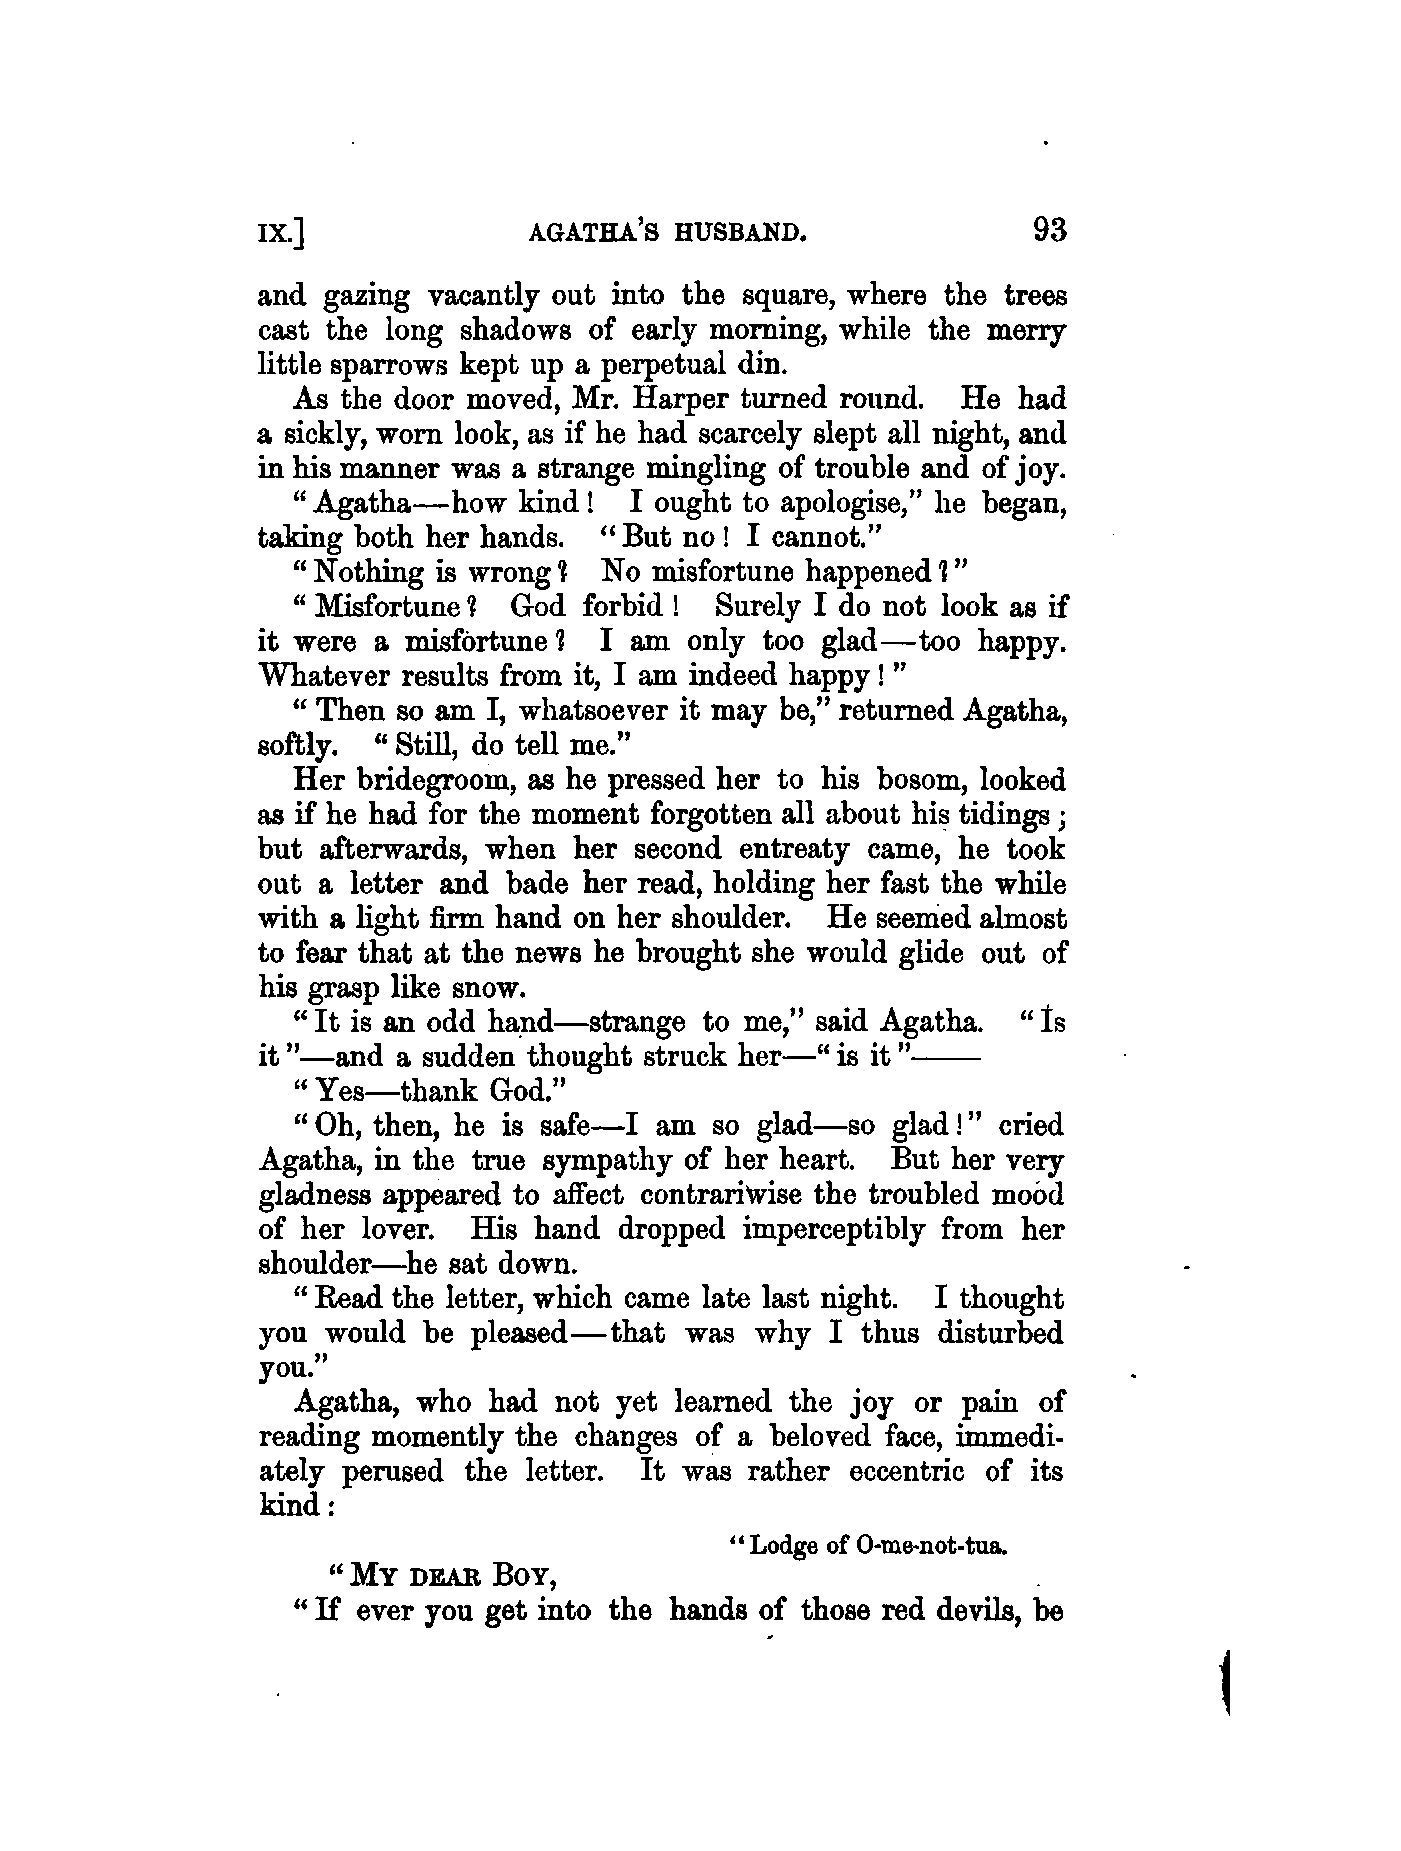 IX.] AGATHA'S HUSBAND. 93
and gazing vacantly out into the square, where the trees
cast the long shadows of early morning, while the merry
little sparrows kept up a perpetual din.
As the door moved, Mr. Harper turned round. He had
a sickly, worn look, as if he had scarcely slept all night, and
in his manner was a strange mingling of trouble and of joy.
"Agatha—how kind! I ought to apologise," he began,
taking both her hands. "But no! I cannot."
"Nothing is wrong? No misfortune happened?"
"Misfortune? God forbid! Surely I do not look as if
it were a misfortune? I am only too glad—too happy.
Whatever results from it, I am indeed happy!"
"Then so am I, whatsoever it may be," returned Agatha,
softly. "Still, do tell me."
Her bridegroom, as he pressed her to his bosom, looked
as if he had for the moment forgotten all about his tidings;
but afterwards, when her second entreaty came, he took
out a letter and bade her read, holding her fast the while
with a light firm hand on her shoulder. He seemed almost
to fear that at the news he brought she would glide out of
his grasp like snow.
"It is an odd hand—strange to me," said Agatha. "Is
it"—and a sudden thought struck her—"is it"——
"Yes—thank God."
"Oh, then, he is safe—I am so glad—so glad!" cried
Agatha, in the true sympathy of her heart. But her very
gladness appeared to affect contrariwise the troubled mood
of her lover. His hand dropped imperceptibly from her
shoulder—he sat down.
"Read the letter, which came late last night. I thought
you would be pleased—that was why I thus disturbed
you."
Agatha, who had not yet learned the joy or pain of
reading momently the changes of a beloved face, immedi-
ately perused the letter. It was rather eccentric of its
kind:
"Lodge of O-me-not-tua.
"MY DEAR BOY,
"If ever you get into the hands of those red devils, be